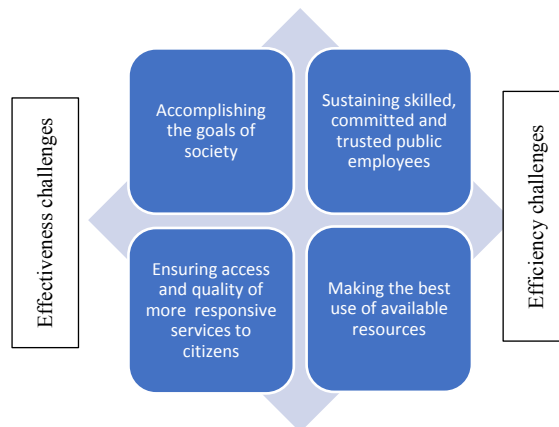 Effectiveness challenges
Accomplishing
the goals of
society
Sustaining skilled,
committed and
trusted public
employees
Ensuring access
and quality of
more responsive
services to
citizens
Making the best
use of available
resources
Efficiency challenges